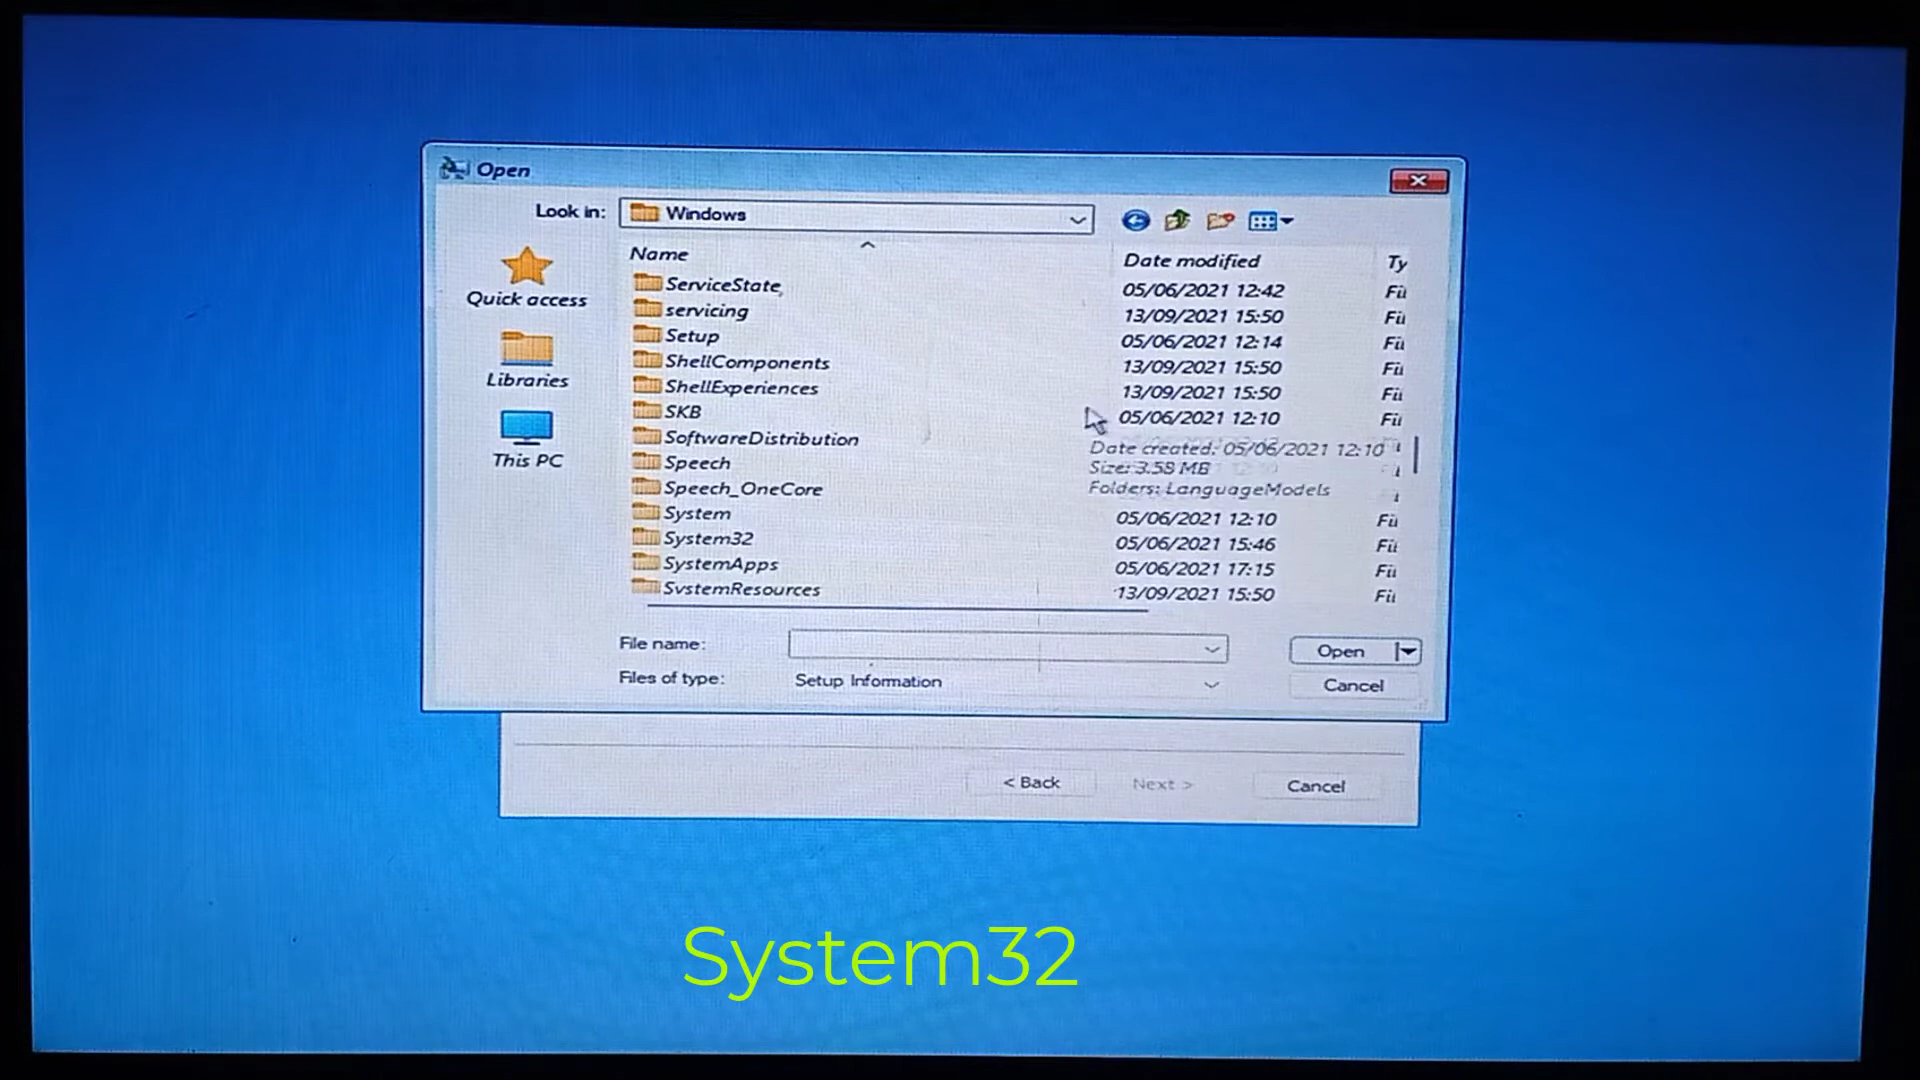 Open
Look in: Windows
Quick access
Libraries
This PC
Name Date modified Ty
ServiceState 05/06/2021 12:42 Fil
servicing 13/09/2021 15:50 Fil
Setup 05/06/2021 12:14 Fil
ShellComponents 13/09/2021 15:50 Fil
ShellExperiences 13/09/2021 15:50 Fil
SKB 05/06/2021 12:10 Fil
SoftwareDistribution
Speech
Speech_OneCore
Date created: 05/06/2021 12:10
Size: 3.58 MB
Folders: LanguageModels
System 05/06/2021 12:10 Fil
System32 05/06/2021 15:46 Fil
SystemApps 05/06/2021 17:15 Fil
SystemResources 13/09/2021 15:50 Fil
File name:
Open
Files of type: Setup Information
Cancel
< Back Next > Cancel
System32